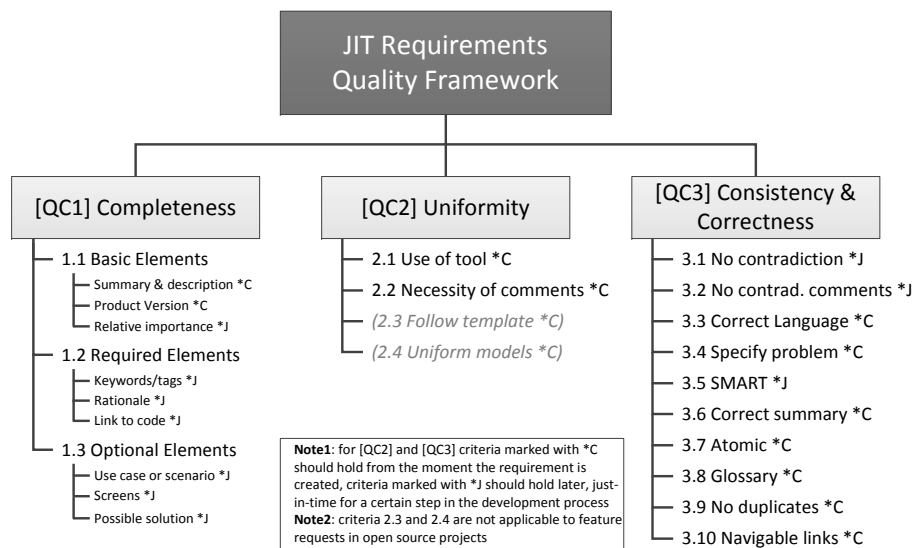 JIT Requirements
Quality Framework
[QC1] Completeness
1.1 Basic Elements
Summary & description *C
Product Version *C
Relative importance *J
1.2 Required Elements
Keywords/tags *J
Rationale *J
Link to code *J
1.3 Optional Elements
Use case or scenario *J
Screens *J
Possible solution *J
[QC2] Uniformity
2.1 Use of tool *C
2.2 Necessity of comments *C
(2.3 Follow template *C)
(2.4 Uniform models *C)
Note1: for [QC2] and [QC3] criteria marked with *C
should hold from the moment the requirement is
created, criteria marked with *J should hold later, just-
in-time for a certain step in the development process
Note2: criteria 2.3 and 2.4 are not applicable to feature
requests in open source projects
[QC3] Consistency &
Correctness
3.1 No contradiction *J
3.2 No contrad. comments *J
3.3 Correct Language *C
3.4 Specify problem *C
3.5 SMART *J
3.6 Correct summary *C
3.7 Atomic *C
3.8 Glossary *C
3.9 No duplicates *C
3.10 Navigable links *C